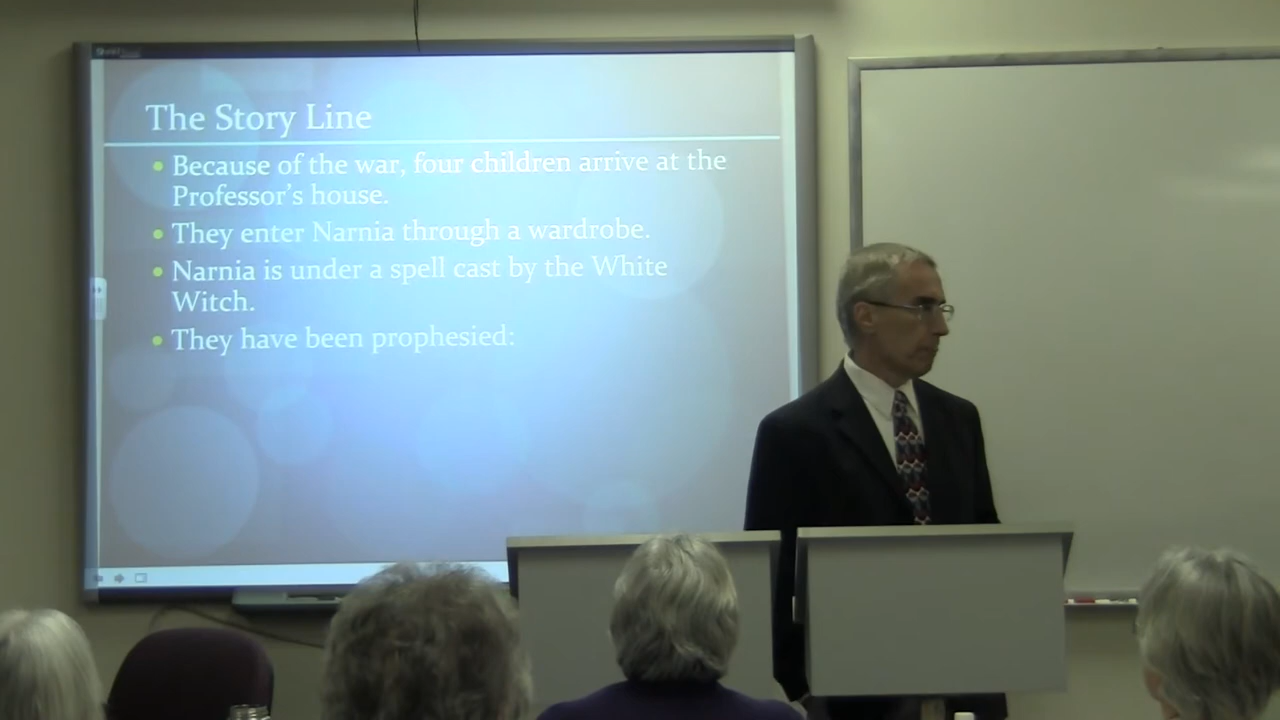 The Story Line
Because of the war, four children arrive at the
Professor's house.
They enter Narnia through a wardrobe.
Narnia is under a spell cast by the White
Witch.
They have been prophesied: